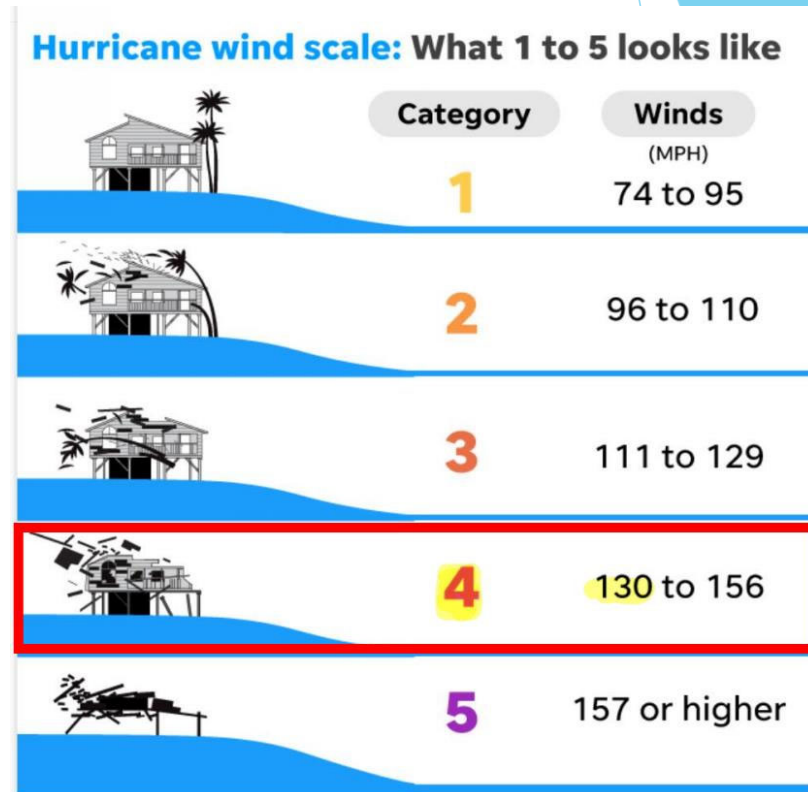 Hurricane wind scale: What 1 to 5 looks like
Category Winds
(MPH)
1 74 to 95
2 96 to 110
3 111 to 129
4 130 to 156
5 157 or higher